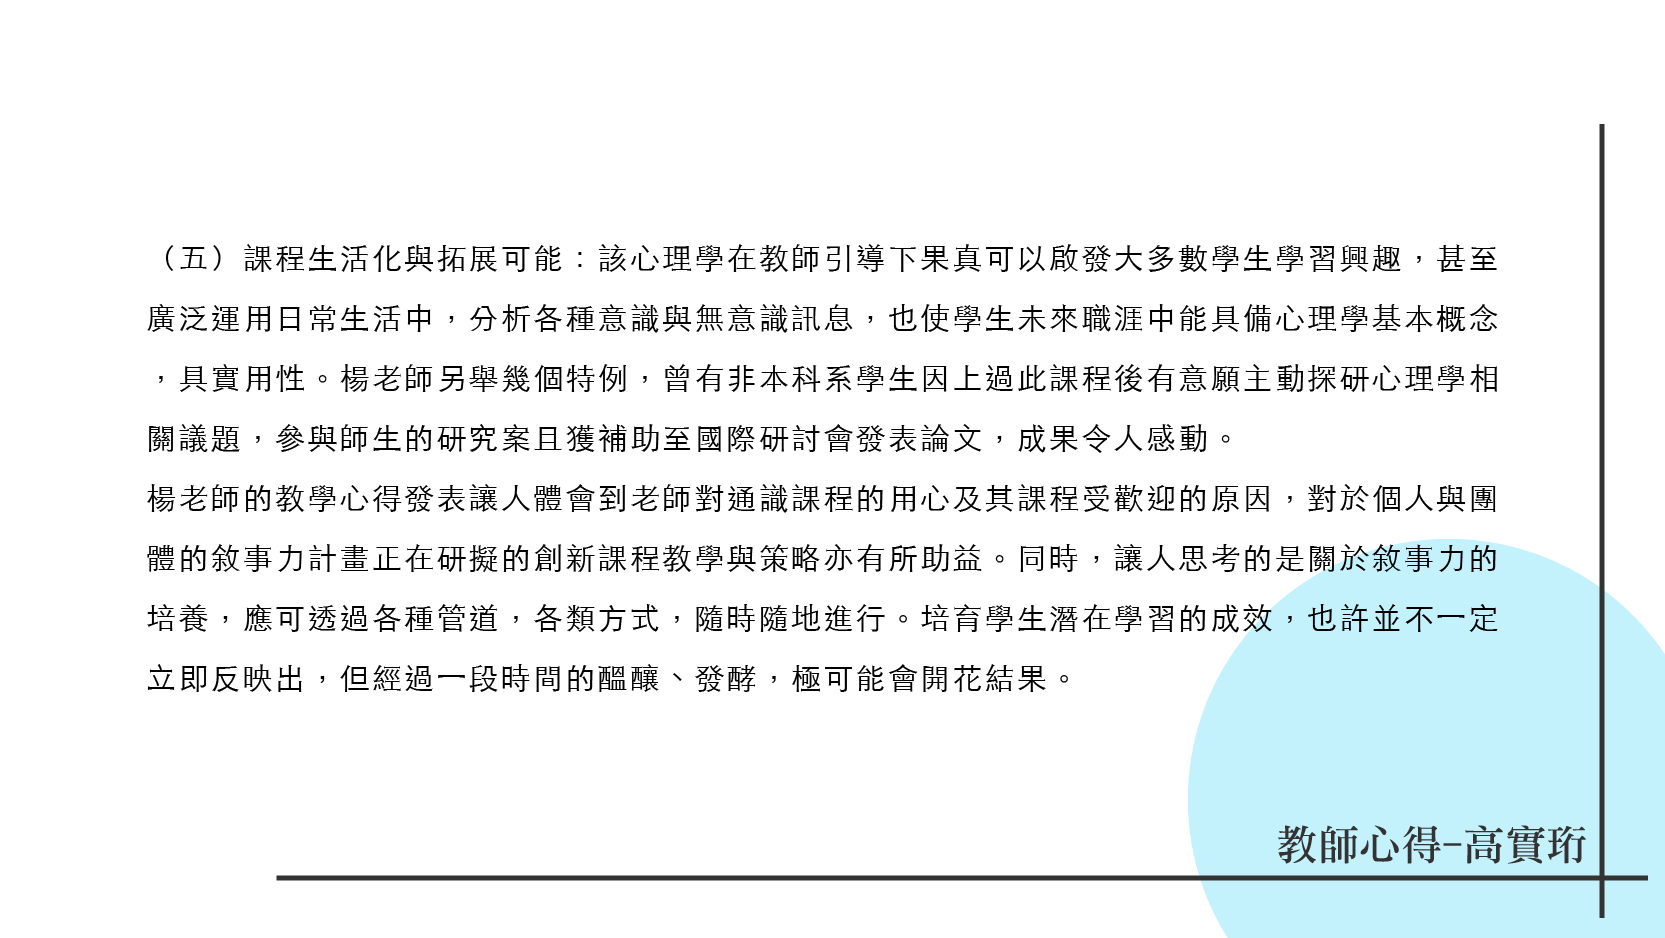 （五）課程生活化與拓展可能：該心理學在教師引導下果真可以啟發大多數學生學習興趣，甚至
廣泛運用日常生活中，分析各種意識與無意識訊息，也使學生未來職涯中能具備心理學基本概念
，具實用性。楊老師另舉幾個特例，曾有非本科系學生因上過此課程後有意願主動探研心理學相
關議題，參與師生的研究案且獲補助至國際研討會發表論文，成果令人感動。
楊老師的教學心得發表讓人體會到老師對通識課程的用心及其課程受歡迎的原因，對於個人與團
體的敘事力計畫正在研擬的創新課程教學與策略亦有所助益。同時，讓人思考的是關於敘事力的
培養，應可透過各種管道，各類方式，隨時隨地進行。培育學生潛在學習的成效，也許並不一定
立即反映出，但經過一段時間的醞釀、發酵，極可能會開花結果。
教師心得-高實珩